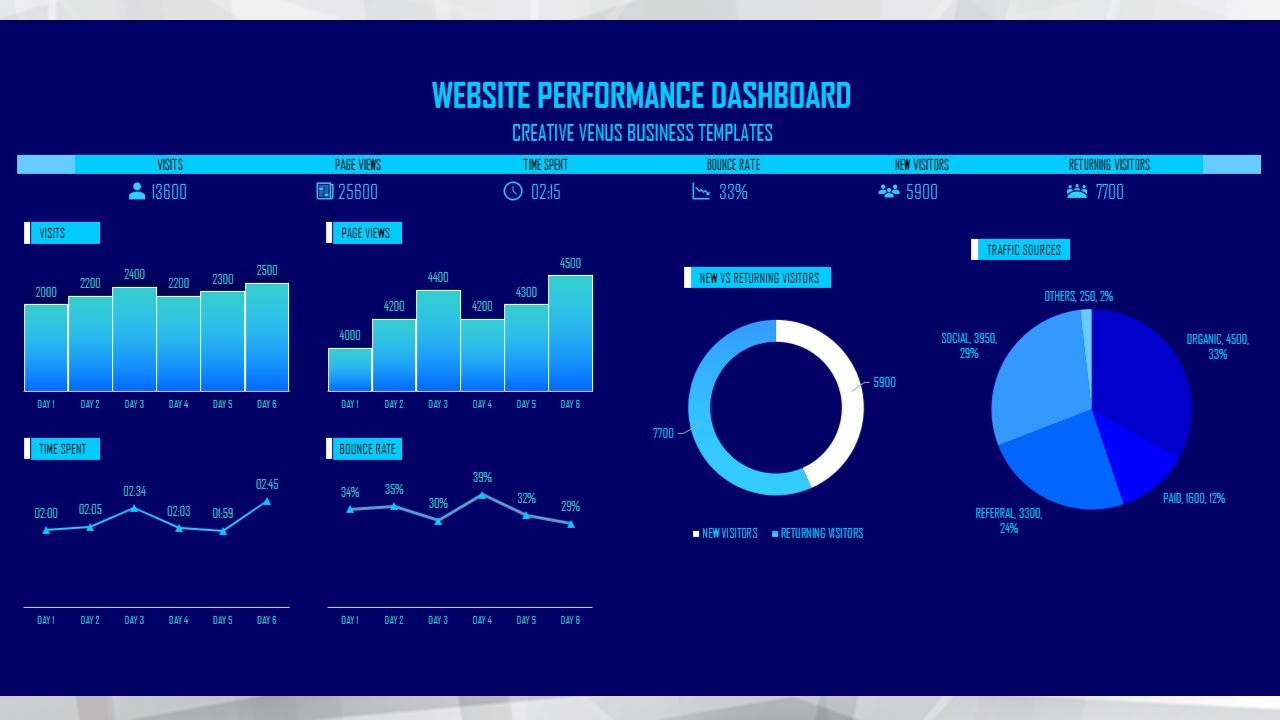 WEBSITE PERFORMANCE DASHBOARD
CREATIVE VENUS BUSINESS TEMPLATES
VISITS PAGE VIEWS TIME SPENT BOUNCE RATE NEW VISITORS RETURNING VISITORS
13600 25600 02:15 33% 5900 7700
VISITS
2000 2200 2400 2200 2300 2500
DAY 1 DAY 2 DAY 3 DAY 4 DAY 5 DAY 6
PAGE VIEWS
4000 4200 4400 4200 4300 4500
DAY 1 DAY 2 DAY 3 DAY 4 DAY 5 DAY 6
TIME SPENT
02:00 02:05 02:34 02:03 01:59 02:45
DAY 1 DAY 2 DAY 3 DAY 4 DAY 5 DAY 6
BOUNCE RATE
34% 35% 30% 39% 32% 29%
DAY 1 DAY 2 DAY 3 DAY 4 DAY 5 DAY 6
NEW VS RETURNING VISITORS
5900
7700
NEW VISITORS RETURNING VISITORS
TRAFFIC SOURCES
OTHERS, 250, 2%
ORGANIC, 4500,
33%
PAID, 1600, 12%
REFERRAL, 3300,
24%
SOCIAL, 3950,
29%